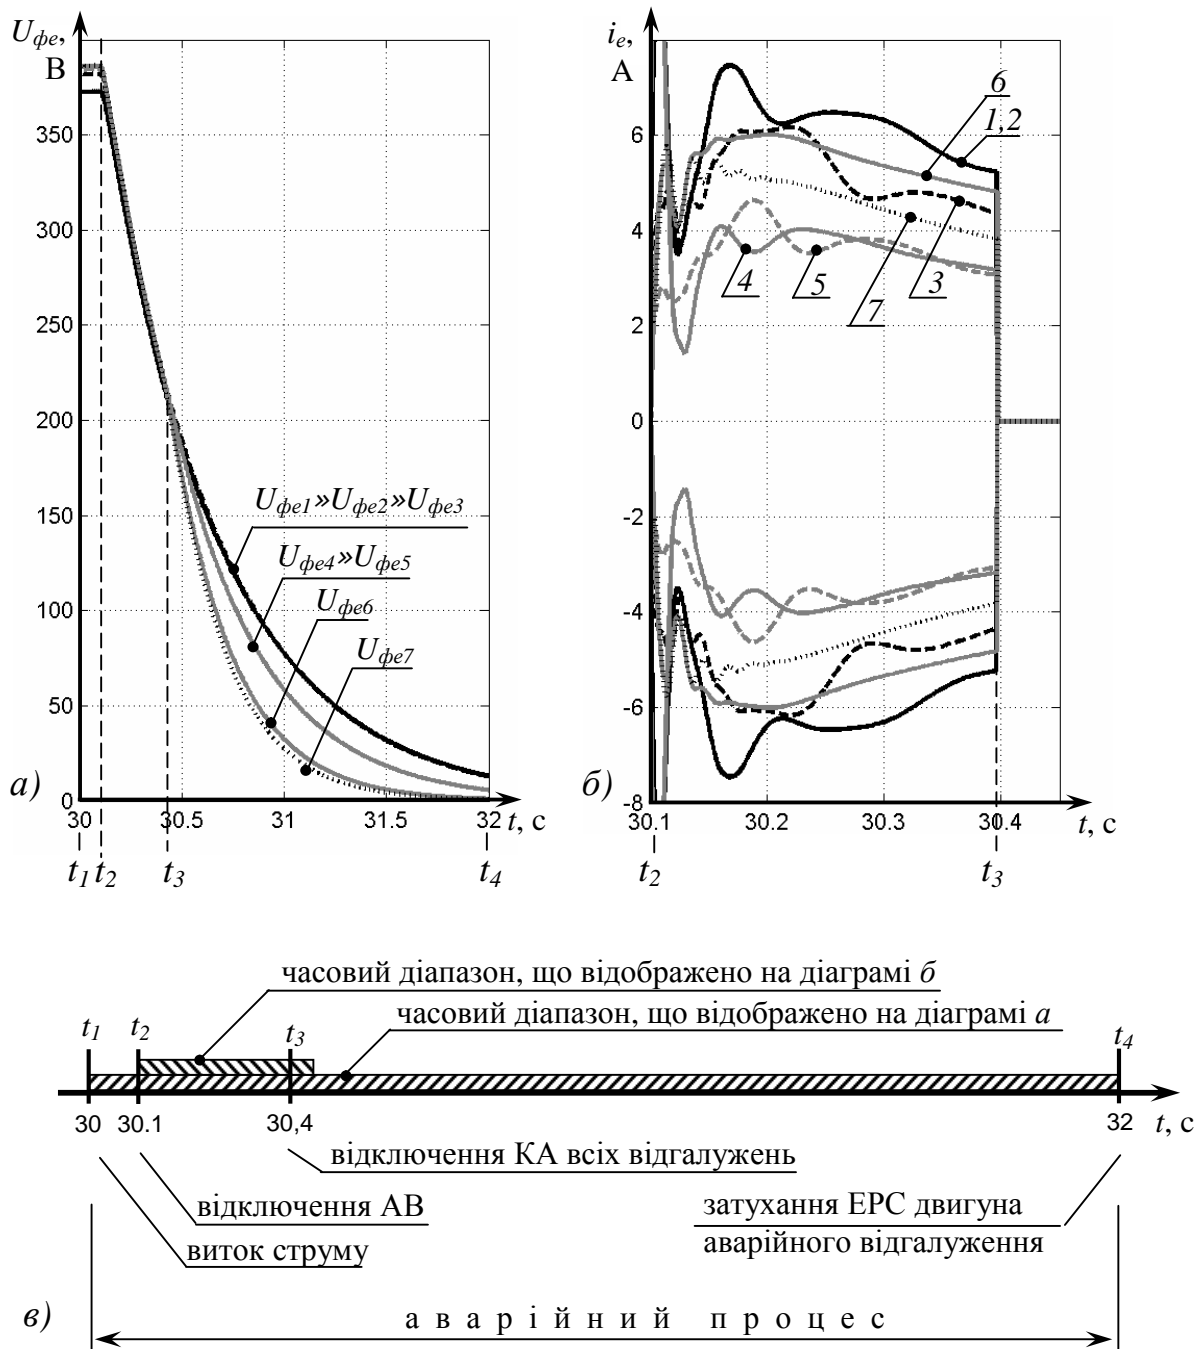 Uфе,
В
350
300
250
200
150
100
50
0
Uфе1»Uфе2»Uфе3
Uфе4»Uфе5
Uфе6
Uфе7
а)
30 30.5 31 31.5 32 t, с
t1 t2 t3 t4
iе,
А
6
4
2
0
-2
-4
-6
-8
6
1,2
4 5 7 3
б)
30.1 30.2 30.3 30.4 t, с
t2 t3
часовий діапазон, що відображено на діаграмі б
часовий діапазон, що відображено на діаграмі а
t1 t2 t3 t4
30 30.1 30,4 32 t, с
відключення КА всіх відгалужень
відключення АВ
виток струму
затухання ЕРС двигуна
аварійного відгалуження
в)
аварійний процес